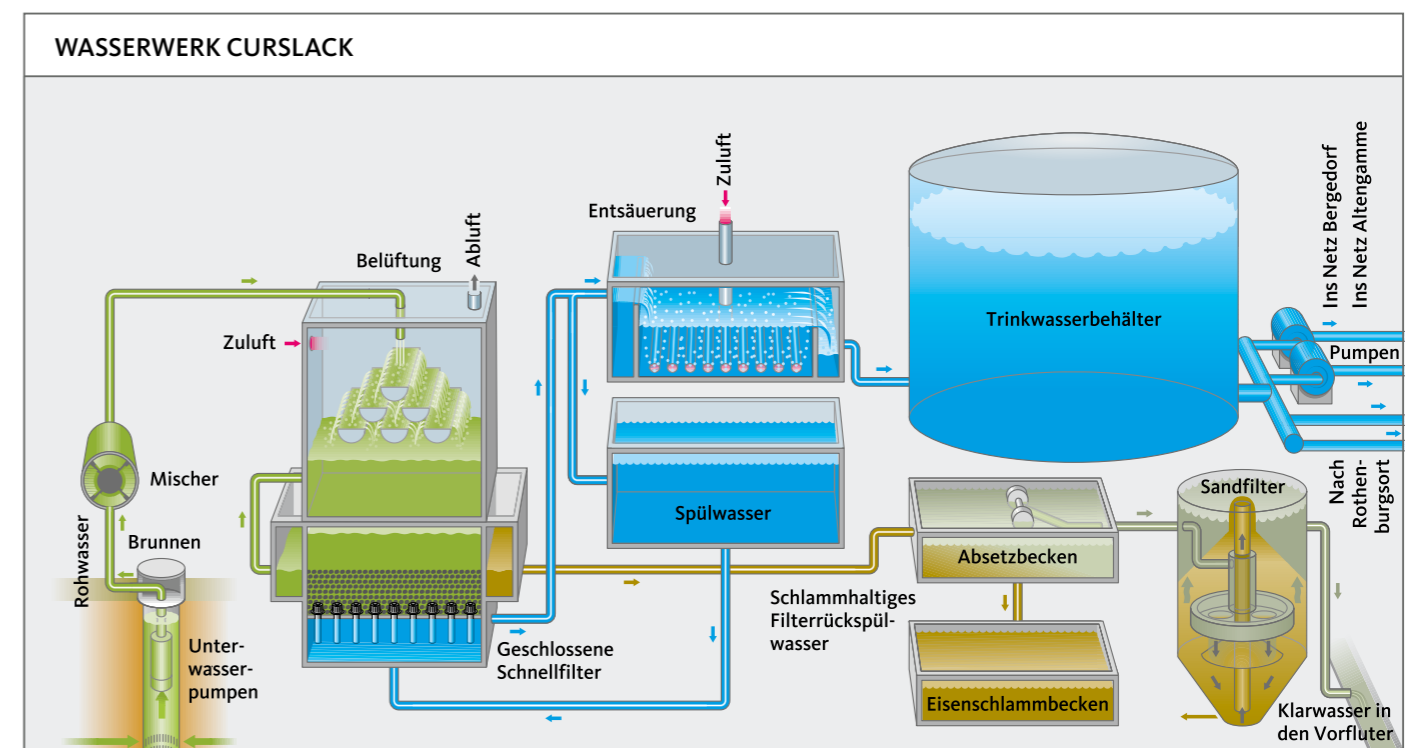 WASSERWERK CURSLACK
Zuluft
Entsäuerung
Abluft
Belüftung
Zuluft
Ins Netz Bergedorf
Ins Netz Altengamme
Trinkwasserbehälter
Pumpen
Mischer
Rohwasser
Brunnen
Spülwasser
Absetzbecken
Sandfilter
Nach
Rothen-
burgsort
Unter-
wasser-
pumpen
Geschlossene
Schnellfilter
Schlammhaltiges
Filterrückspül-
wasser
Eisenschlammbecken
Klarwasser in
den Vorfluter